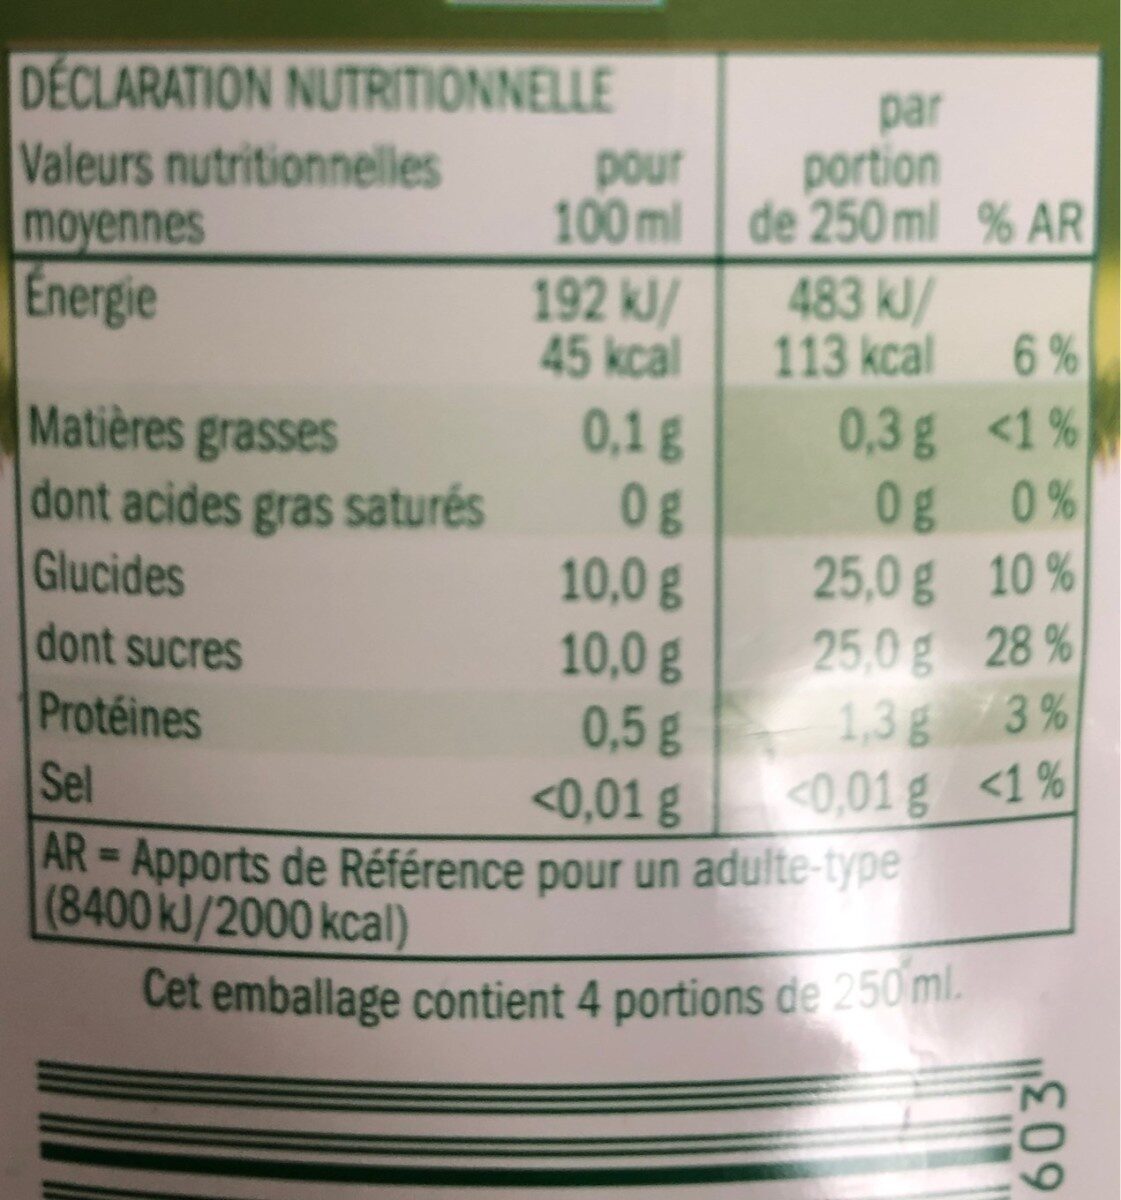 DÉCLARATION NUTRITIONNELLE
Valeurs nutritionnelles moyennes pour 100 ml par portion de 250 ml % AR
Énergie 192 kJ/ 483 kJ/
45 kcal 113 kcal 6 %
Matières grasses 0,1 g 0,3 g <1 %
dont acides gras saturés 0 g 0 g 0 %
Glucides 10,0 g 25,0 g 10 %
dont sucres 10,0 g 25,0 g 28 %
Protéines 0,5 g 1,3 g 3 %
Sel <0,01 g <0,01 g <1 %
AR = Apports de Référence pour un adulte-type
(8400 kJ/2000 kcal)
Cet emballage contient 4 portions de 250 ml.
603